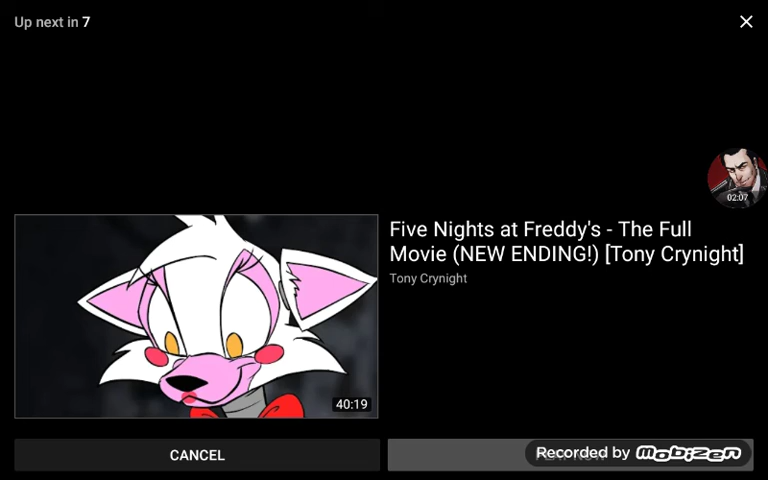 Up next in 7
02:07
Five Nights at Freddy's - The Full
Movie (NEW ENDING!) [Tony Crynight]
Tony Crynight
40:19
CANCEL
Recorded by mobizen